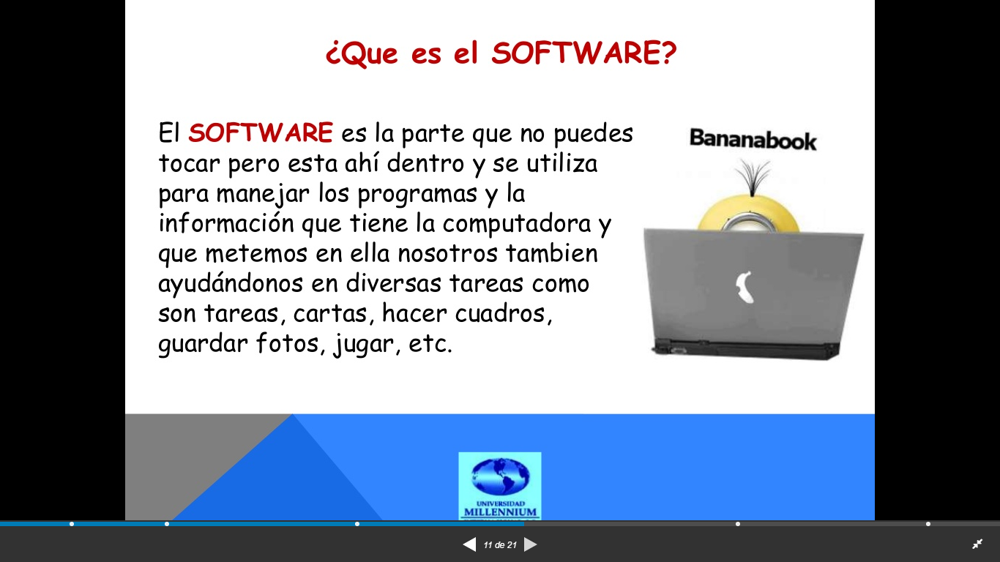 ¿Que es el SOFTWARE?
El SOFTWARE es la parte que no puedes
tocar pero esta ahí dentro y se utiliza
para manejar los programas y la
información que tiene la computadora y
que metemos en ella nosotros tambien
ayudándonos en diversas tareas como
son tareas, cartas, hacer cuadros,
guardar fotos, jugar, etc.
Bananabook
UNIVERSIDAD
MILLENNIUM
11 de 21